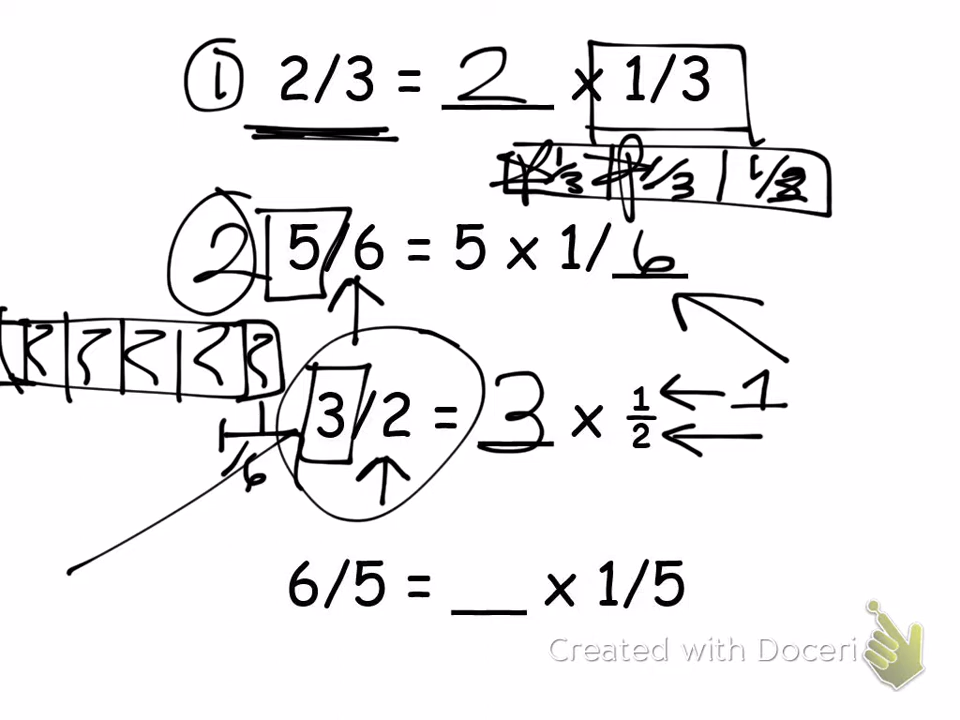 ① 2/3 = 2 x 1/3
1/3 1/3 1/3
2 5/6 = 5 x 1/6
3/2 = 3 x 1/2 1
1/6
6/5 = __ x 1/5
Created with Doceri